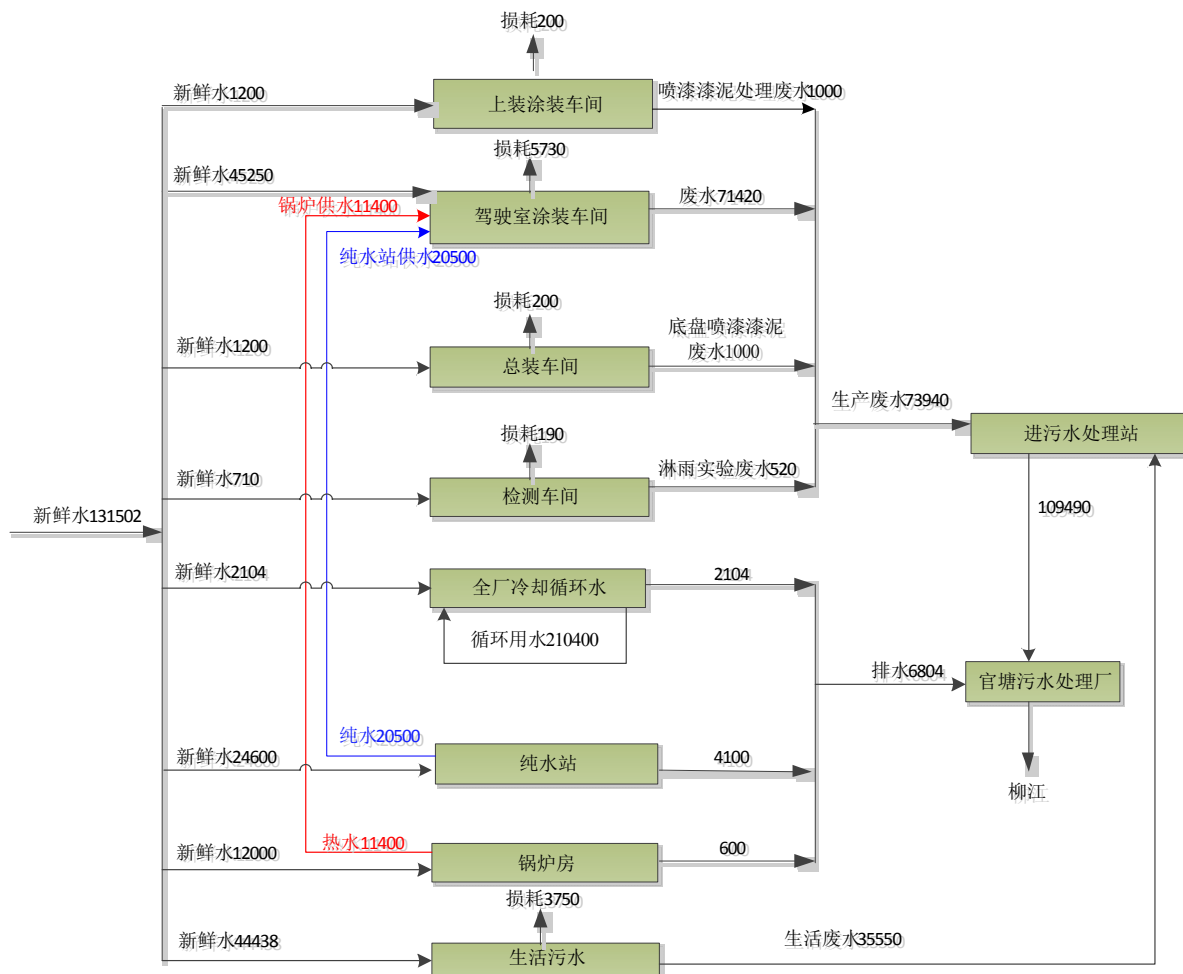 损耗200
新鲜水1200
上装涂装车间
喷漆漆泥处理废水1000
损耗5730
新鲜水45250
锅炉供水11400
驾驶室涂装车间
废水71420
纯水站供水20500
损耗200
底盘喷漆漆泥
废水1000
新鲜水1200
总装车间
生产废水73940
进污水处理站
损耗190
淋雨实验废水520
新鲜水710
检测车间
新鲜水131502
109490
新鲜水2104
全厂冷却循环水
2104
循环用水210400
排水6804
官塘污水处理厂
纯水20500
新鲜水24600
纯水站
4100
柳江
热水11400
新鲜水12000
锅炉房
600
损耗3750
新鲜水44438
生活污水
生活废水35550